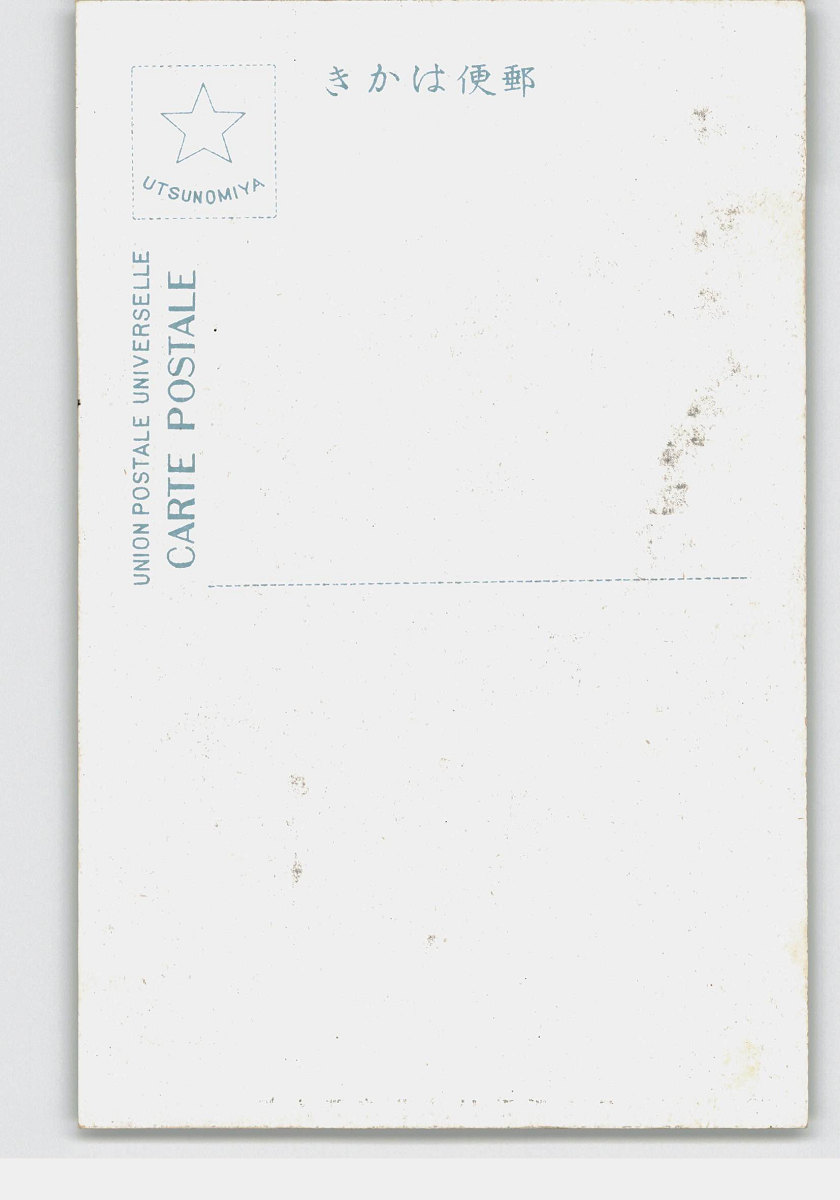 きかは便郵
UTSUNOMIYA
UNION POSTALE UNIVERSELLE
CARTE POSTALE